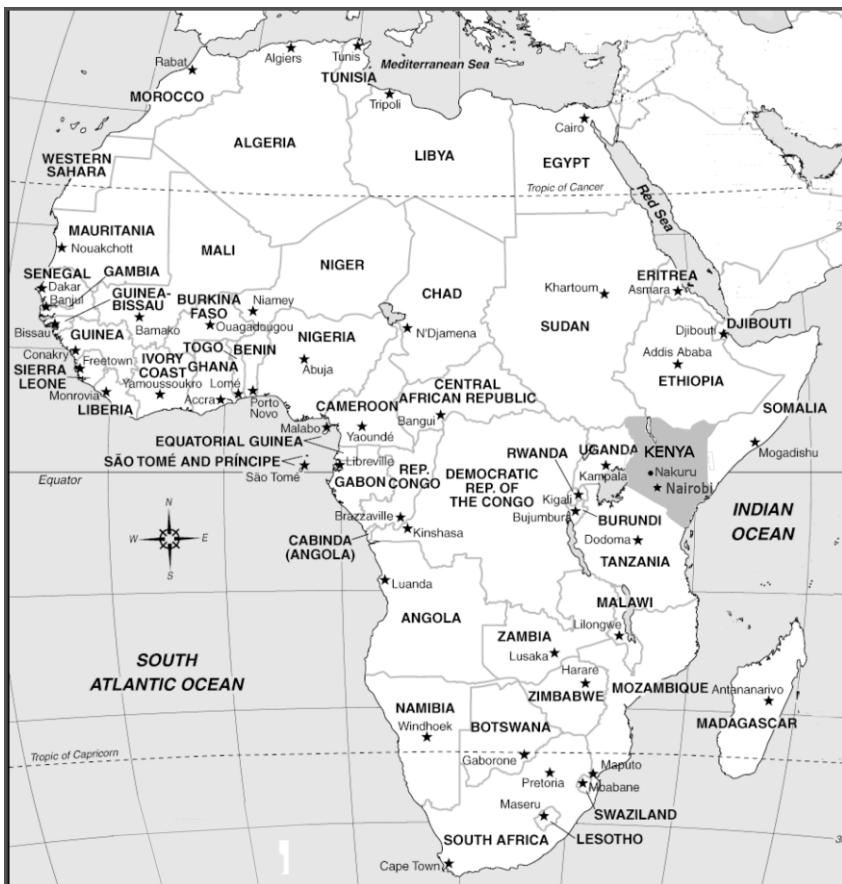 Rabat
Algiers
Tunis
Mediterranean Sea
TUNISIA
MOROCCO
Tripoli
Cairo
ALGERIA
LIBYA
EGYPT
WESTERN
SAHARA
Tropic of Cancer
Red Sea
MAURITANIA
Nouakchott
MALI
NIGER
CHAD
Khartoum
ERITREA
Asmara
SENEGAL
Dakar
GAMBIA
Banjul
GUINEA-
BISSAU
BURKINA
FASO
Niamey
Bissau
Bamako
Ouagadougou
NIGERIA
N'Djamena
SUDAN
Djibouti
DJIBOUTI
GUINEA
Conakry
Freetown
TOGO
BENIN
IVORY
COAST
GHANA
Abuja
Addis Ababa
ETHIOPIA
SIERRA
LEONE
Monrovia
Yamoussoukro
Lomé
LIBERIA
Accra
Porto
Novo
CENTRAL
AFRICAN REPUBLIC
CAMEROON
Bangui
SOMALIA
Malabo
Yaoundé
EQUATORIAL GUINEA
RWANDA
UGANDA
KENYA
Mogadishu
SÃO TOMÉ AND PRÍNCIPE
Libreville
REP.
CONGO
DEMOCRATIC
REP. OF
THE CONGO
Kampala
Nakuru
Equator
São Tomé
GABON
Kigali
Nairobi
Brazzaville
Kinshasa
Bujumbura
BURUNDI
INDIAN
OCEAN
N
W
E
S
CABINDA
(ANGOLA)
Dodoma
TANZANIA
Luanda
ANGOLA
MALAWI
Lilongwe
ZAMBIA
Lusaka
SOUTH
ATLANTIC OCEAN
Harare
ZIMBABWE
MOZAMBIQUE
Antananarivo
MADAGASCAR
NAMIBIA
Windhoek
BOTSWANA
Tropic of Capricorn
Gaborone
Pretoria
Maputo
Mbabane
Maseru
SWAZILAND
SOUTH AFRICA
LESOTHO
Cape Town